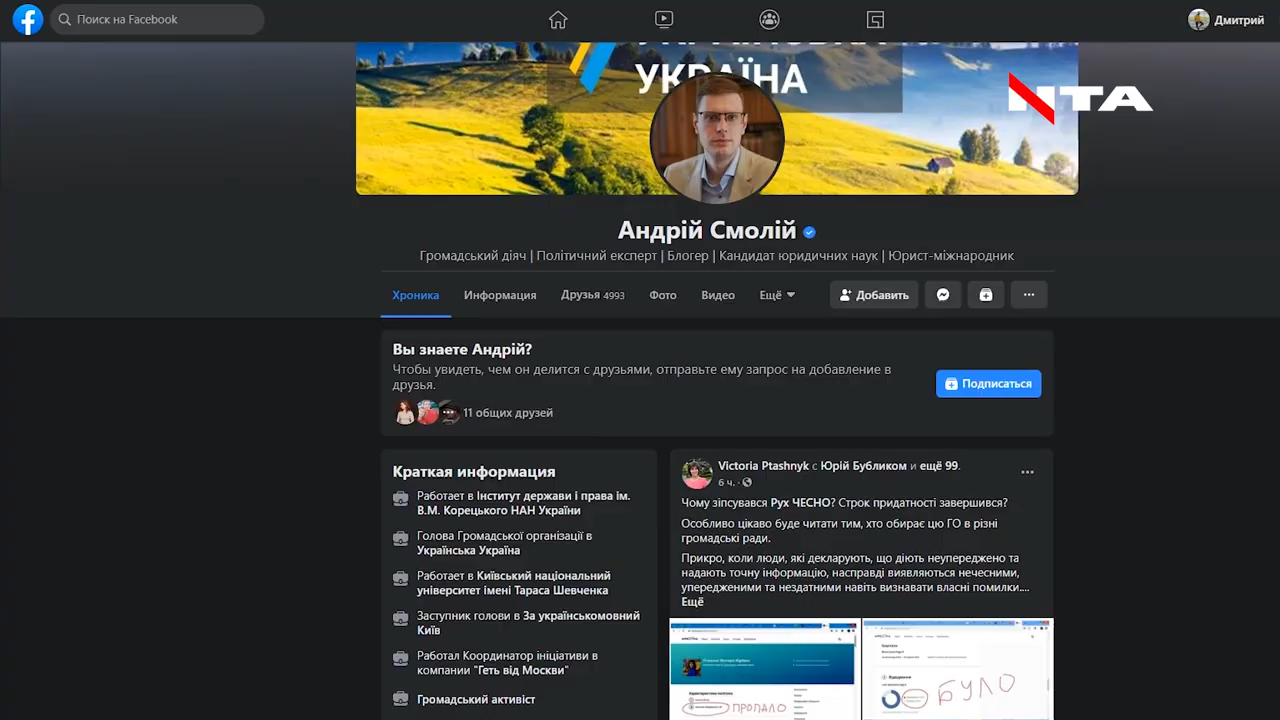 Поиск на Facebook
Дмитрий
УКРАЇНА
НТА
Андрій Смолій
Громадський діяч | Політичний експерт | Блогер | Кандидат юридичних наук | Юрист-міжнародник
Хроника
Информация
Друзья 4993
Фото
Видео
Ещё
Добавить
Вы знаете Андрій?
Чтобы увидеть, чем он делится с друзьями, отправьте ему запрос на добавление в
друзья.
Подписаться
11 общих друзей
Краткая информация
Работает в Інститут держави і права ім.
В.М. Корецького НАН України
Голова Громадської організації в
Українська Україна
Работает в Київський національний
університет імені Тараса Шевченка
Заступник голови в За українськомовний
Київ
Работал Координатор ініціативи в
компании "Геть від Москви"
Громадський активіст
Victoria Ptashnyk с Юрій Бубликом и ещё 99.
6 ч.
Чому зіпсувався Рух ЧЕСНО? Строк придатності завершився?
Особливо цікаво буде читати тим, хто обирає цю ГО в різні
громадські ради.
Прикро, коли люди, які декларують, що діють неупереджено та
надають точну інформацію, насправді виявляються нечесними,
упередженими та нездатними навіть визнавати власні помилки....
Ещё
ПРОПАЛО
БУЛО